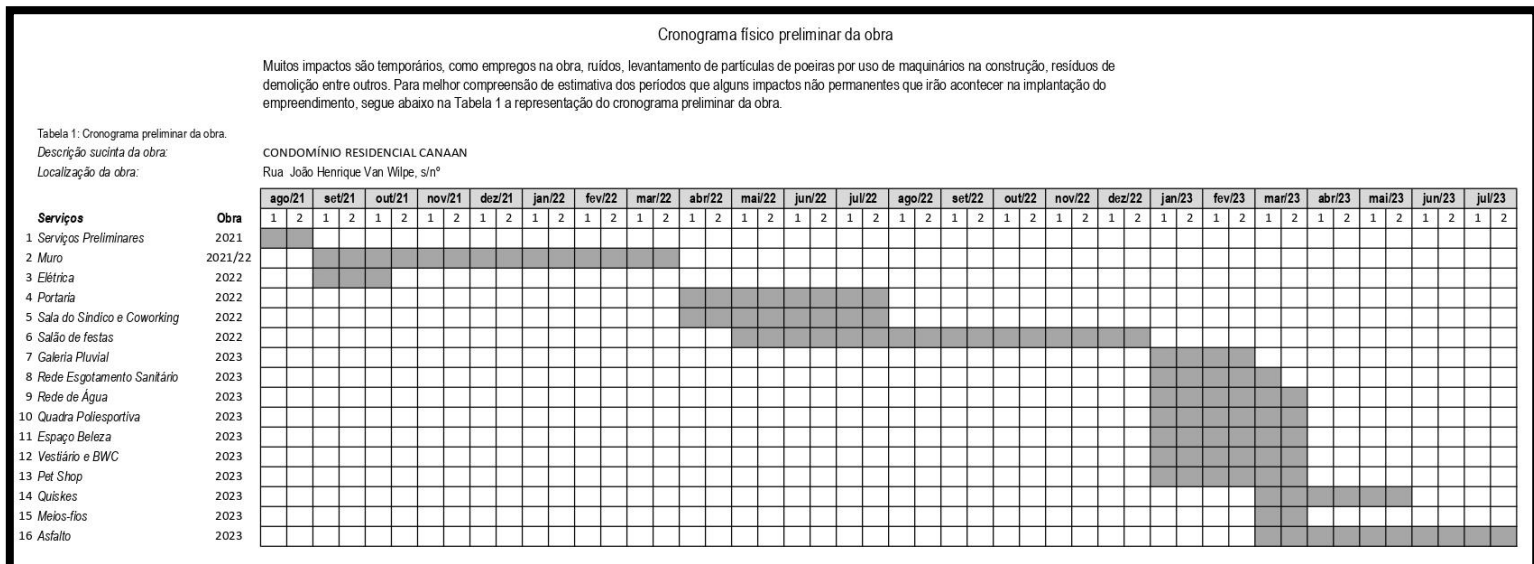 Cronograma físico preliminar da obra
Muitos impactos são temporários, como empregos na obra, ruídos, levantamento de partículas de poeiras por uso de maquinários na construção, resíduos de
demolição entre outros. Para melhor compreensão de estimativa dos períodos que alguns impactos não permanentes que irão acontecer na implantação do
empreendimento, segue abaixo na Tabela 1 a representação do cronograma preliminar da obra.
Tabela 1: Cronograma preliminar da obra.
Descrição sucinta da obra: CONDOMÍNIO RESIDENCIAL CANAAN
Localização da obra: Rua João Henrique Van Wilpe, s/nº
ago/21 set/21 out/21 nov/21 dez/21 jan/22 fev/22 mar/22 abr/22 mai/22 jun/22 jul/22 ago/22 set/22 out/22 nov/22 dez/22 jan/23 fev/23 mar/23 abr/23 mai/23 jun/23 jul/23
Serviços Obra 1 2 1 2 1 2 1 2 1 2 1 2 1 2 1 2 1 2 1 2 1 2 1 2 1 2 1 2 1 2 1 2 1 2 1 2 1 2 1 2 1 2 1 2 1 2 1 2
1 Serviços Preliminares 2021
2 Muro 2021/22
3 Elétrica 2022
4 Portaria 2022
5 Sala do Síndico e Coworking 2022
6 Salão de festas 2022
7 Galeria Pluvial 2023
8 Rede Esgotamento Sanitário 2023
9 Rede de Água 2023
10 Quadra Poliesportiva 2023
11 Espaço Beleza 2023
12 Vestiário e BWC 2023
13 Pet Shop 2023
14 Quiskes 2023
15 Meios-fios 2023
16 Asfalto 2023